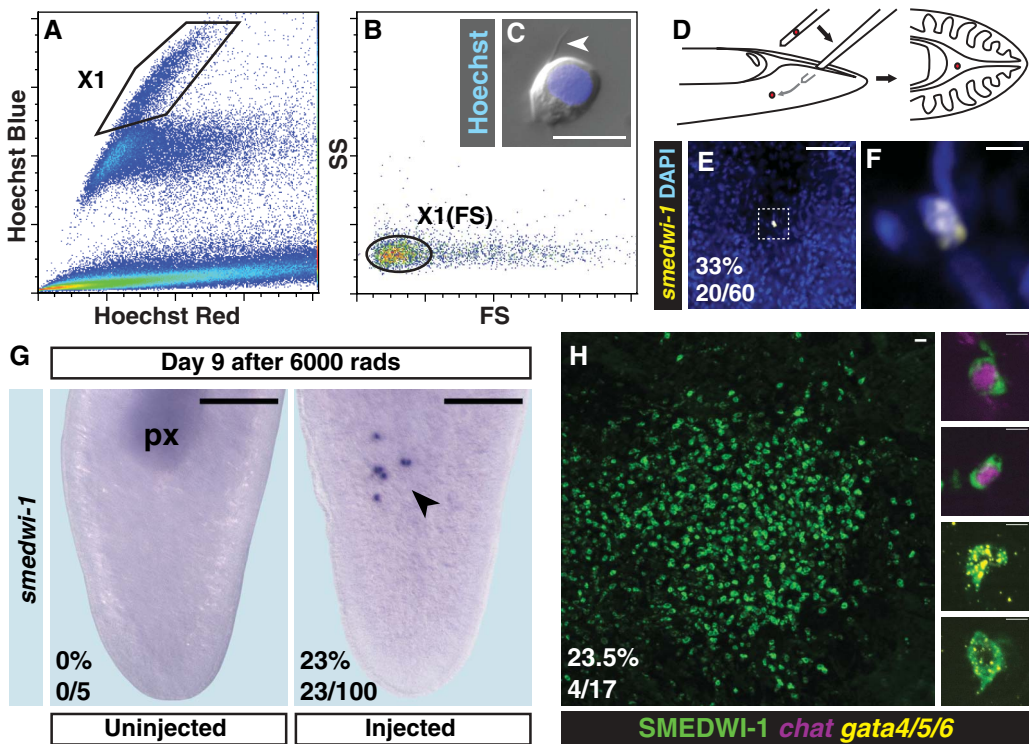 A
X1
Hoechst Blue
Hoechst Red
B
X1(FS)
SS
FS
C
Hoechst
D
smedwi-1 DAPI
E
33%
20/60
F
G
Day 9 after 6000 rads
smedwi-1
px
0%
0/5
23%
23/100
Uninjected
Injected
H
23.5%
4/17
SMEDWI-1 chat gata4/5/6